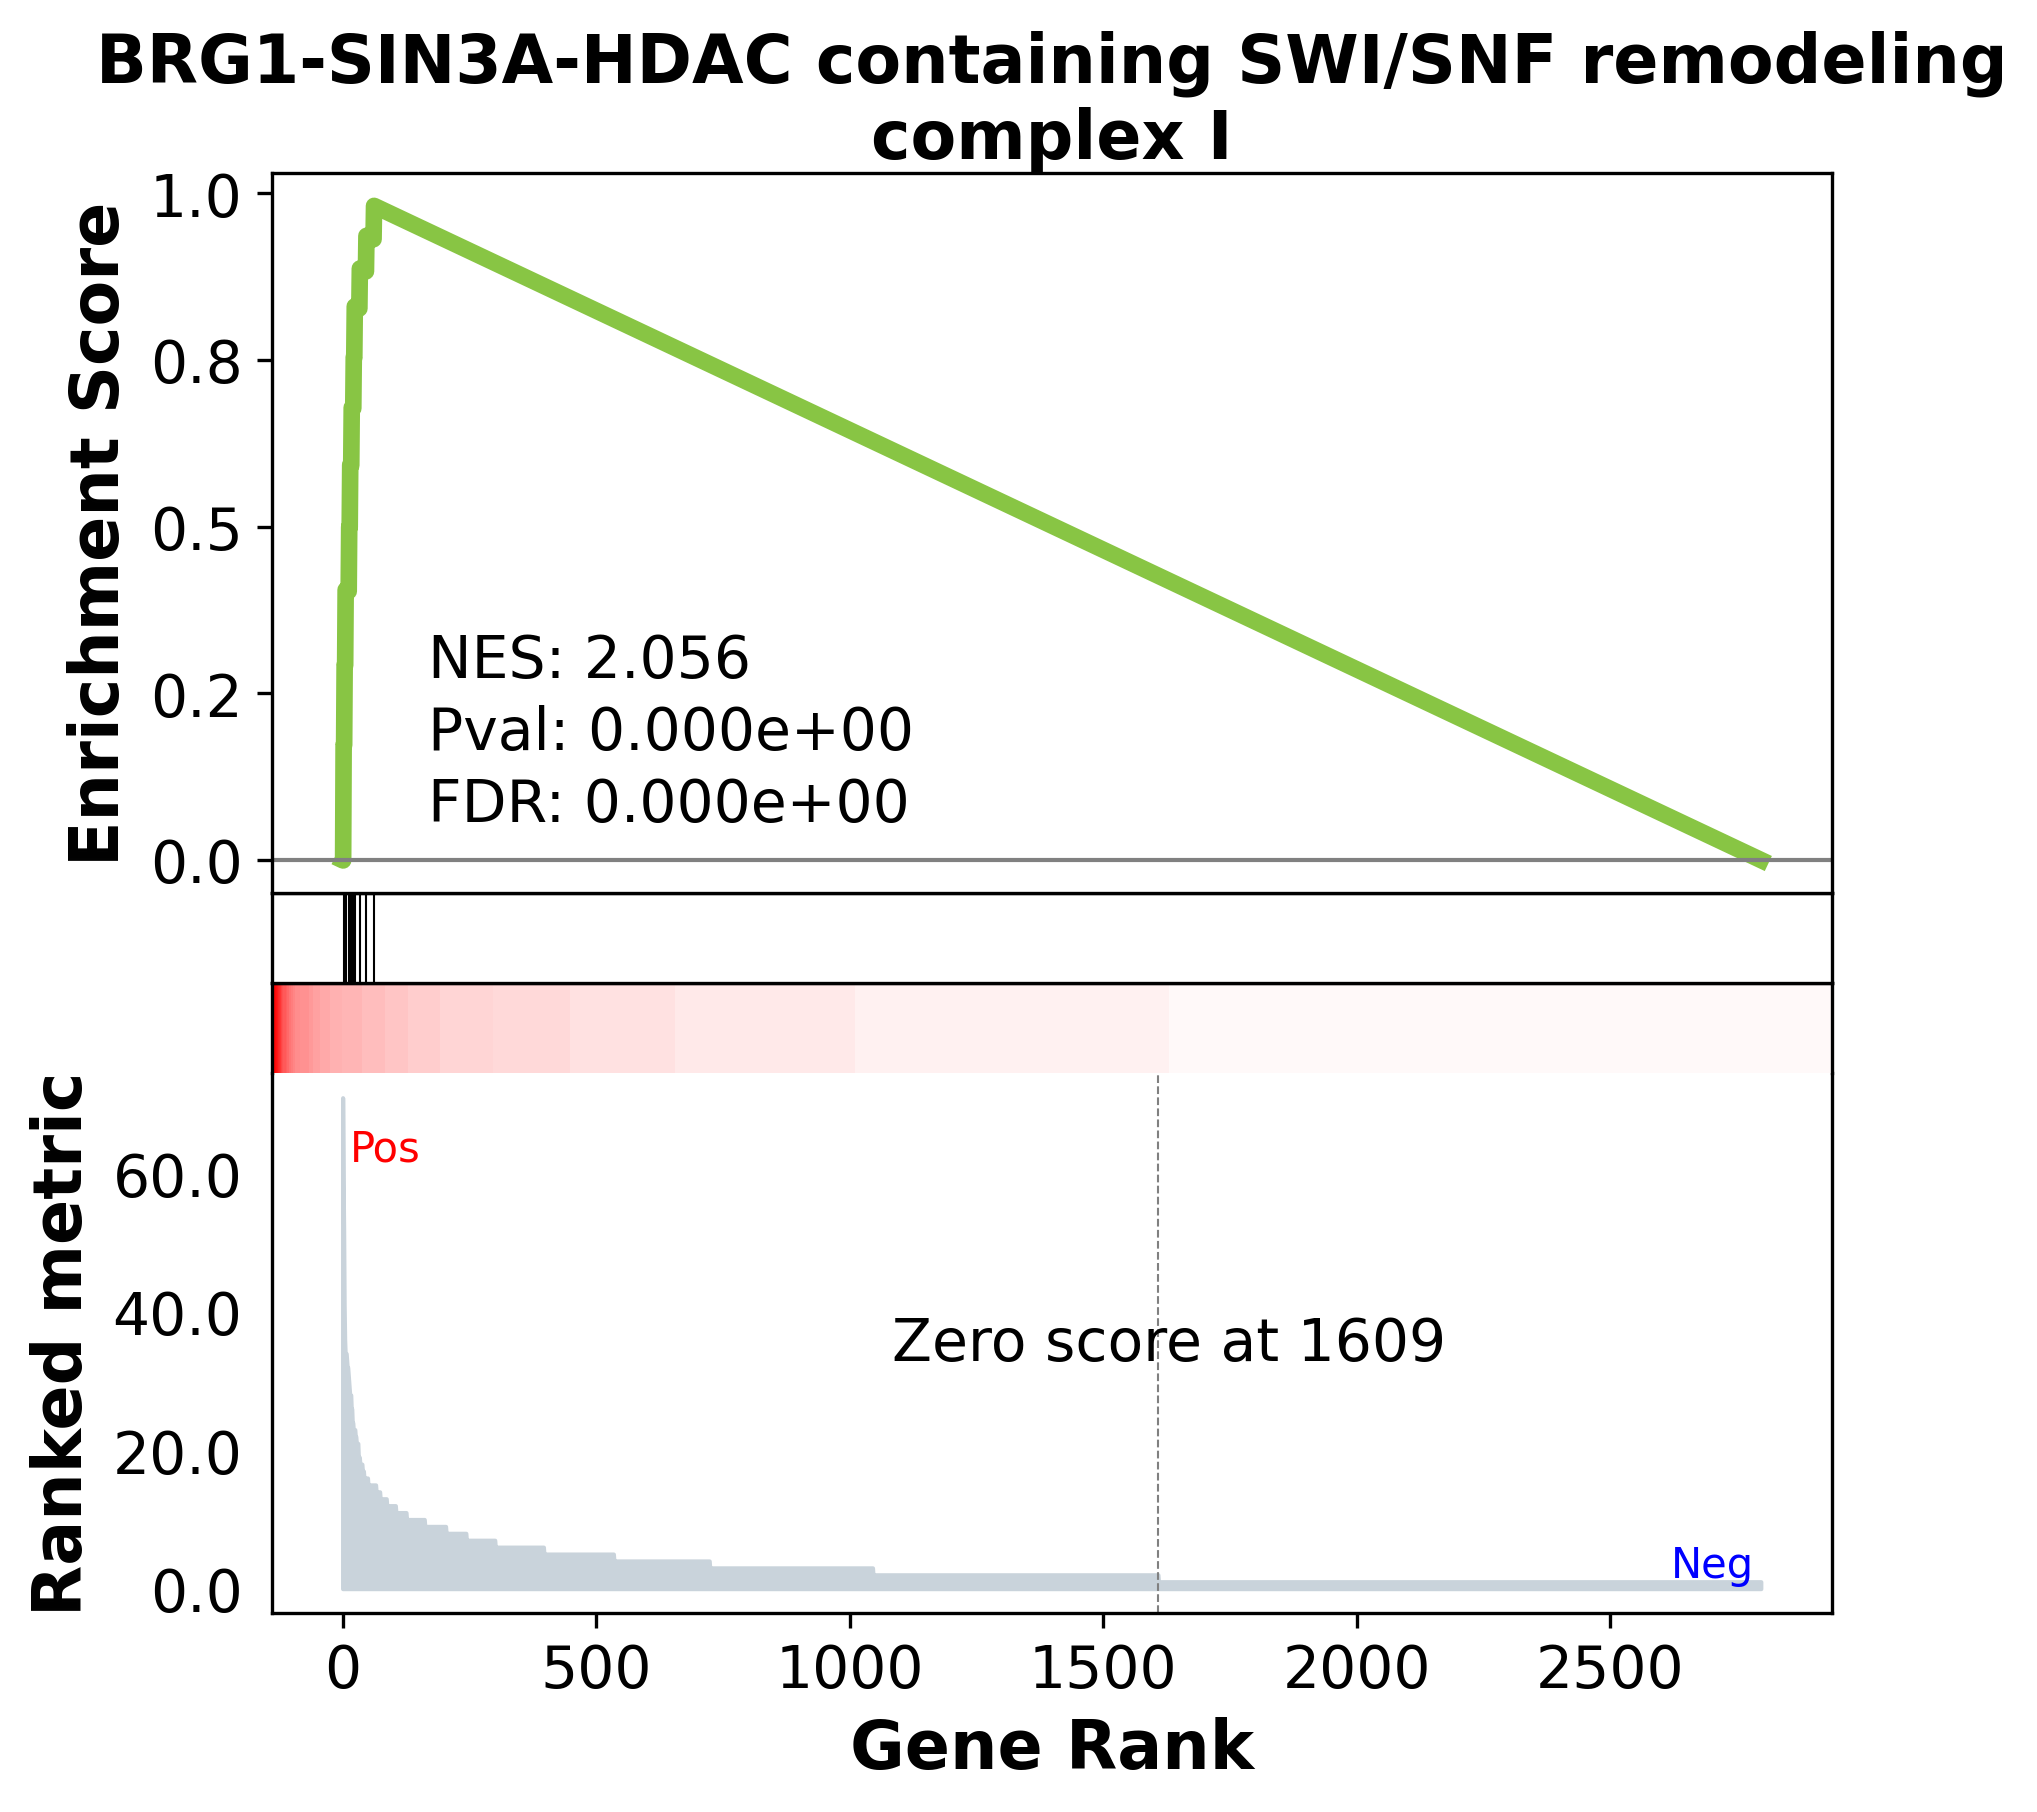 BRG1-SIN3A-HDAC containing SWI/SNF remodeling
complex I
Enrichment Score
1.0
0.8
0.5
0.2
0.0
NES: 2.056
Pval: 0.000e+00
FDR: 0.000e+00
Ranked metric
60.0
40.0
20.0
0.0
Pos
Zero score at 1609
Neg
0 500 1000 1500 2000 2500
Gene Rank